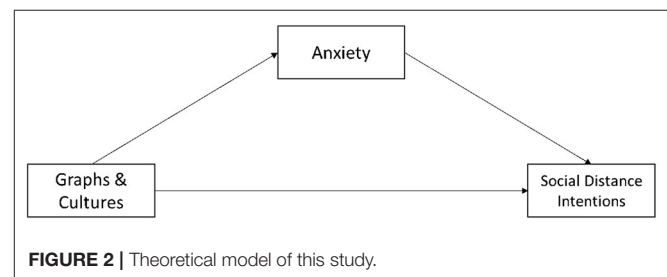 Anxiety
Graphs &
Cultures
Social Distance
Intentions
FIGURE 2 | Theoretical model of this study.